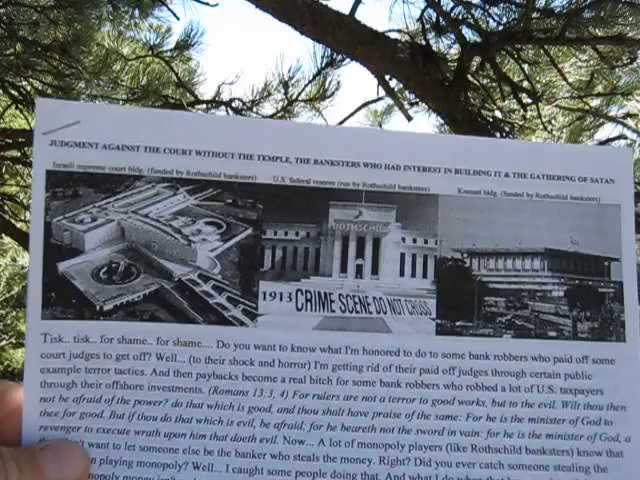 JUDGMENT AGAINST THE COURT WITHOUT THE TEMPLE, THE BANKSTERS WHO HAD INTEREST IN BUILDING IT & THE GATHERING OF SATAN
Israeli supreme court bldg. (funded by Rothschild banksters) U.S. federal reserve (run by Rothschild banksters) Knesset bldg. (funded by Rothschild banksters)
ROTHSCHILD
1913 CRIME SCENE DO NOT CROSS
Tisk.. tisk.. for shame.. for shame.... Do you want to know what I'm honored to do to some bank robbers who paid off some
court judges to get off? Well... (to their shock and horror) I'm getting rid of their paid off judges through certain public
example terror tactics. And then paybacks become a real bitch for some bank robbers who robbed a lot of U.S. taxpayers
through their offshore investments. (Romans 13:3, 4) For rulers are not a terror to good works, but to the evil. Wilt thou then
not be afraid of the power? do that which is good, and thou shalt have praise of the same: For he is the minister of God to
thee for good. But if thou do that which is evil, be afraid; for he beareth not the sword in vain: for he is the minister of God, a
revenger to execute wrath upon him that doeth evil. Now... A lot of monopoly players (like Rothschild banksters) know that
want to let someone else be the banker who steals the money. Right? Did you ever catch someone stealing the
playing monopoly? Well... I caught some people doing that. And what I do